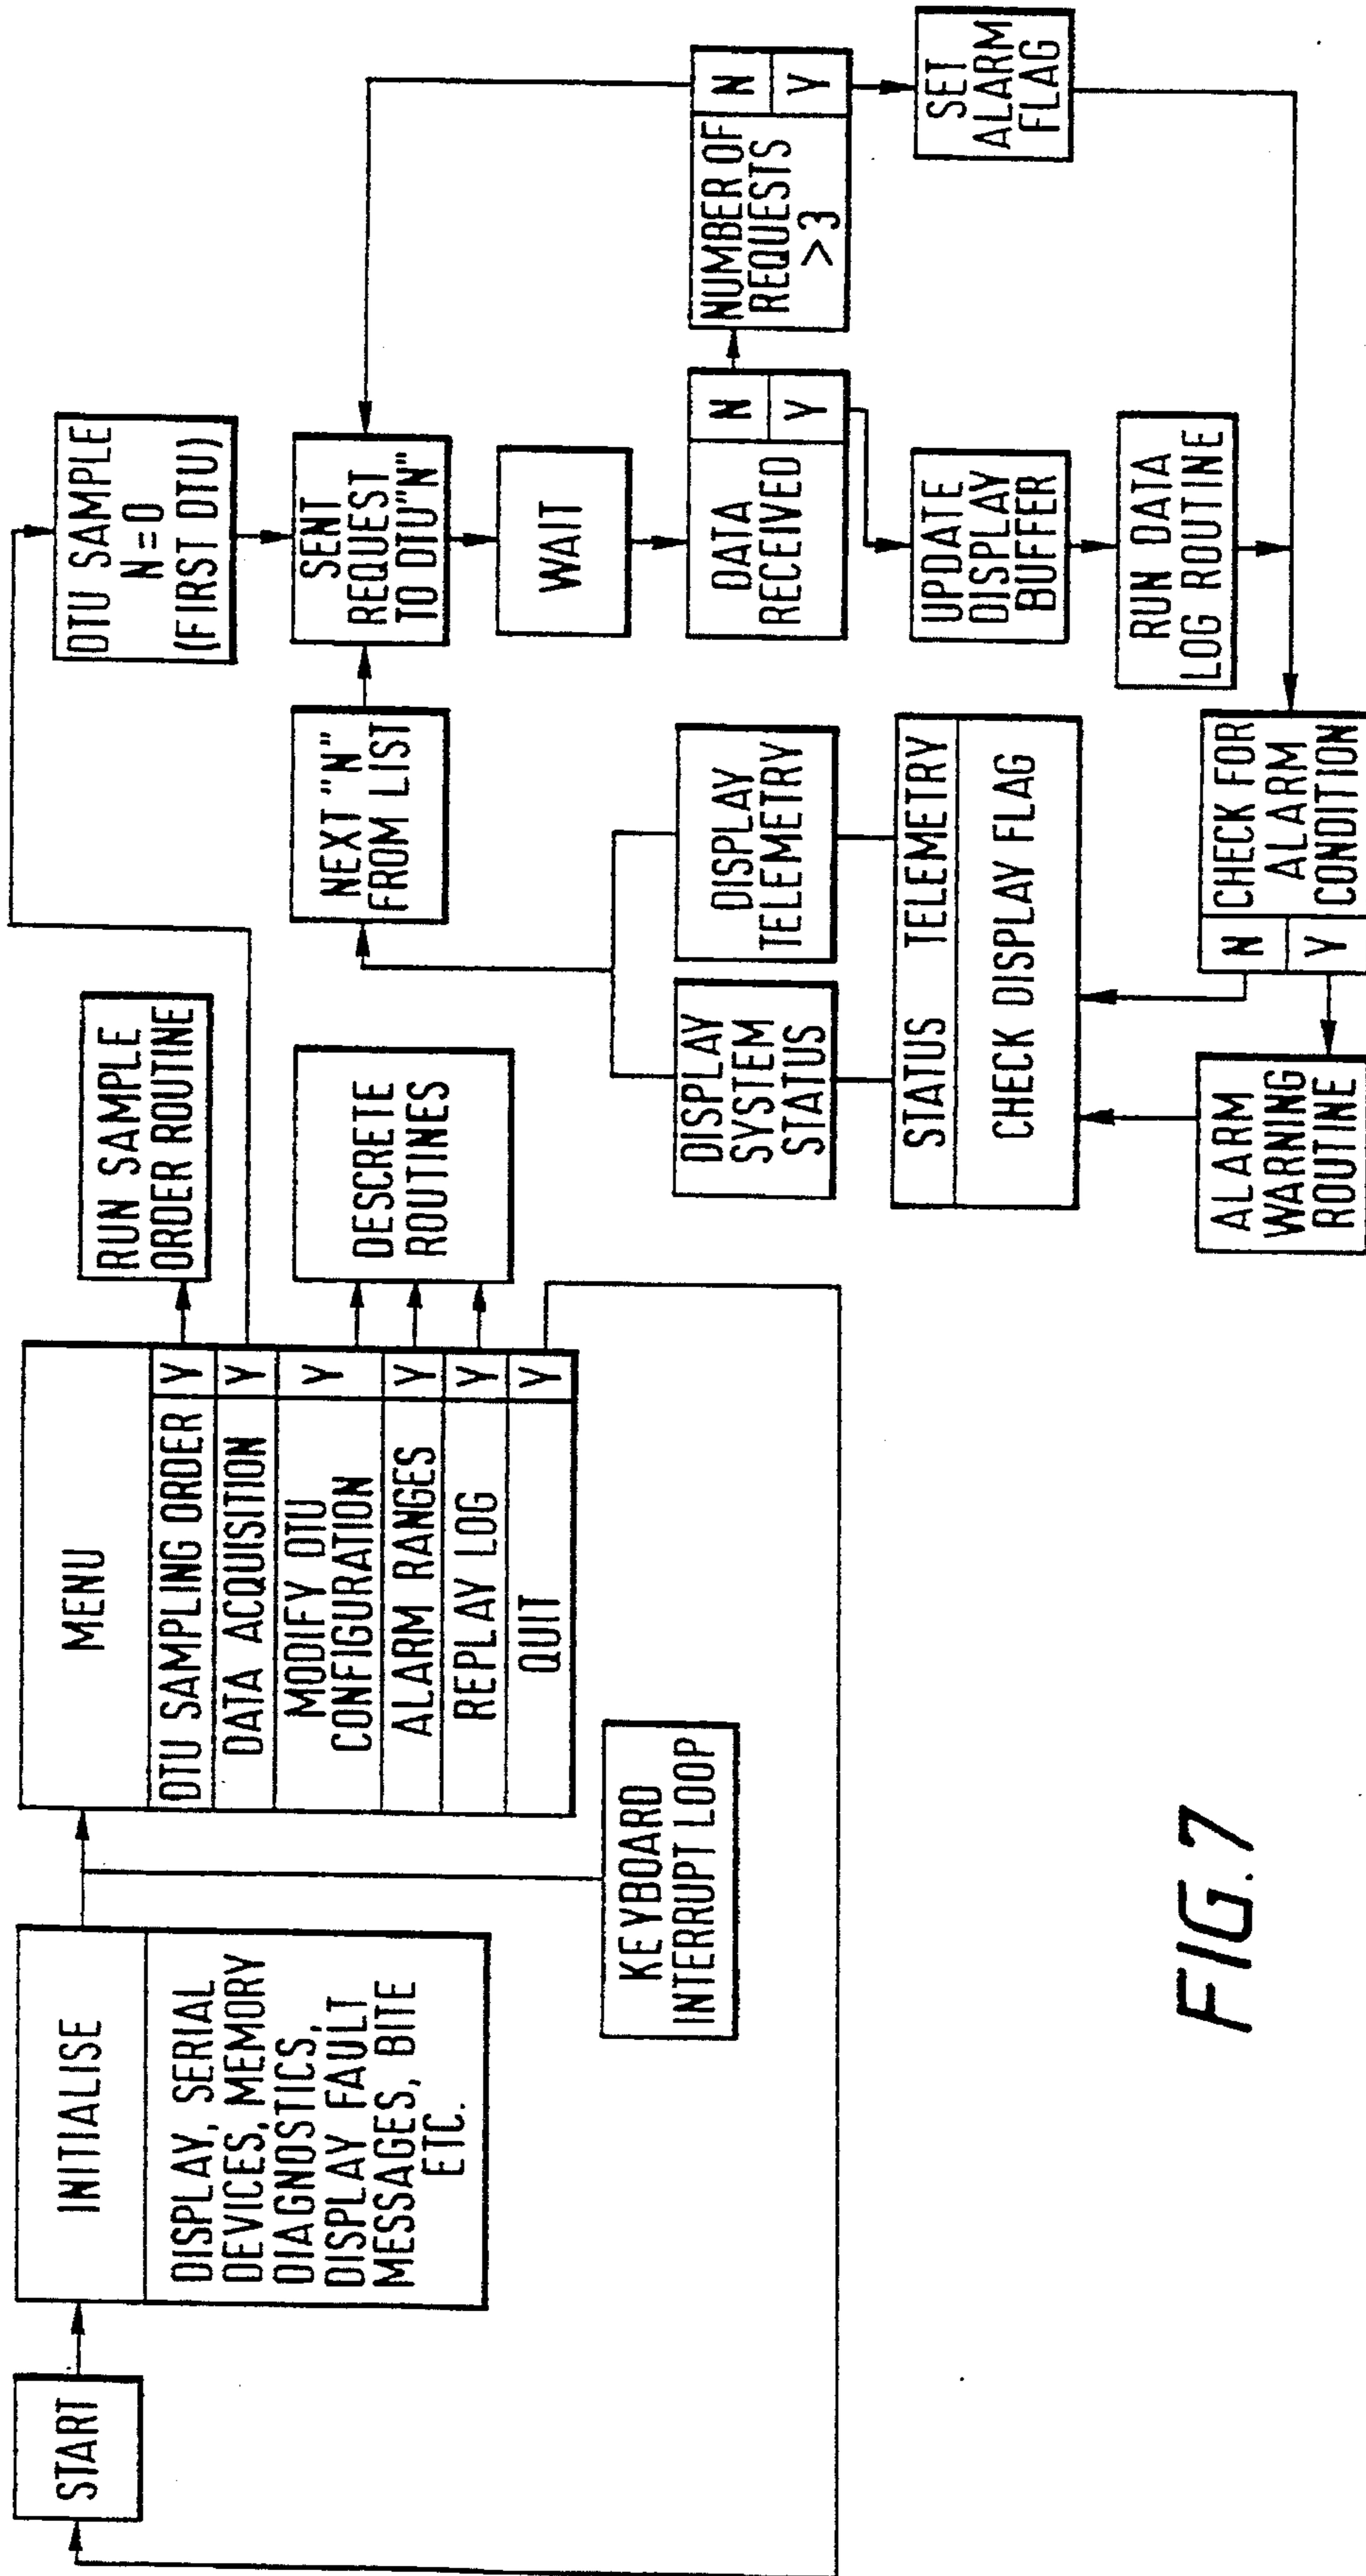 START
INITIALISE
DISPLAY, SERIAL
DEVICES, MEMORY
DIAGNOSTICS,
DISPLAY FAULT
MESSAGES, BITE
ETC.
KEYBOARD
INTERRUPT LOOP
MENU
DTU SAMPLING ORDER Y
DATA ACQUISITION Y
MODIFY DTU
CONFIGURATION Y
ALARM RANGES Y
REPLAY LOG Y
QUIT Y
RUN SAMPLE
ORDER ROUTINE
DESCRETE
ROUTINES
DTU SAMPLE
N=0
(FIRST DTU)
NEXT "N"
FROM LIST
SENT
REQUEST
TO DTU"N"
WAIT
DATA
RECEIVED
N
Y
NUMBER OF
REQUESTS
>3
N
Y
SET
ALARM
FLAG
UPDATE
DISPLAY
BUFFER
RUN DATA
LOG ROUTINE
DISPLAY
SYSTEM
STATUS
DISPLAY
TELEMETRY
STATUS TELEMETRY
CHECK DISPLAY FLAG
N
Y
CHECK FOR
ALARM
CONDITION
ALARM
WARNING
ROUTINE
FIG. 7